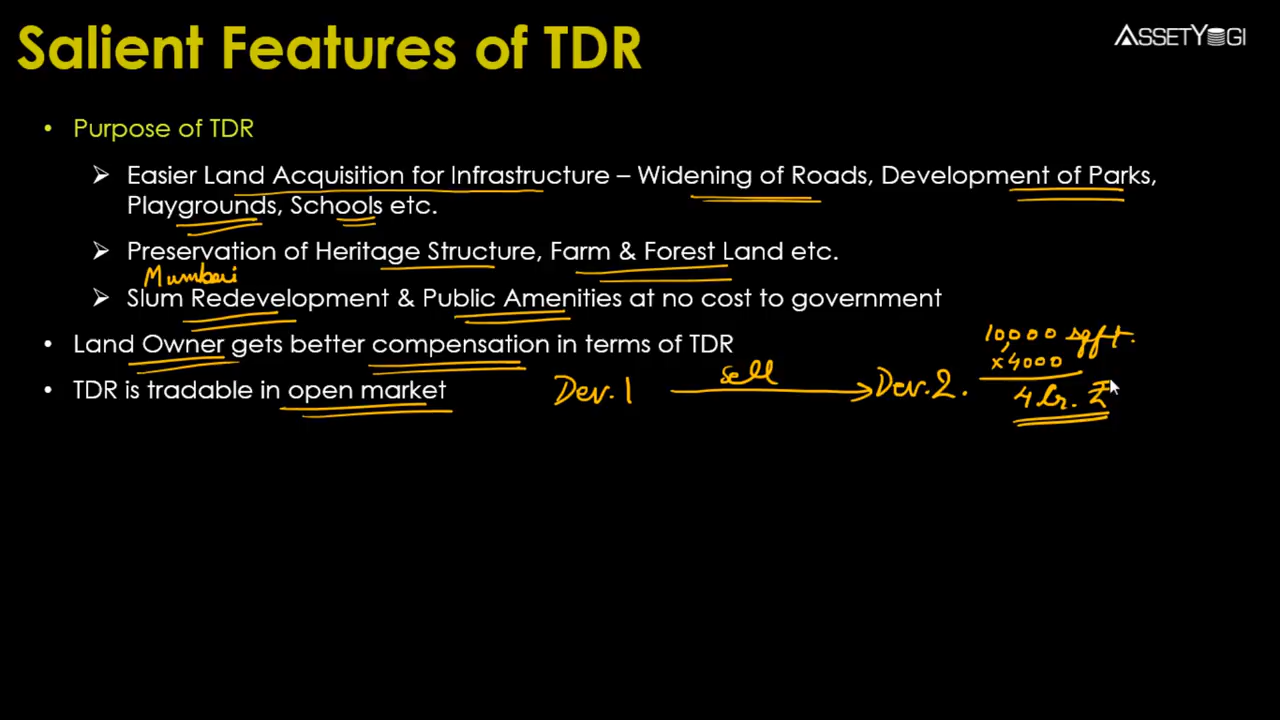 Salient Features of TDR
ASSETYOGI
• Purpose of TDR
➢ Easier Land Acquisition for Infrastructure – Widening of Roads, Development of Parks,
Playgrounds, Schools etc.
➢ Preservation of Heritage Structure, Farm & Forest Land etc.
Mumbai
➢ Slum Redevelopment & Public Amenities at no cost to government
• Land Owner gets better compensation in terms of TDR
10,000 sqft.
x 4000
• TDR is tradable in open market
Dev. 1 sell Dev. 2.
4 cr. ₹